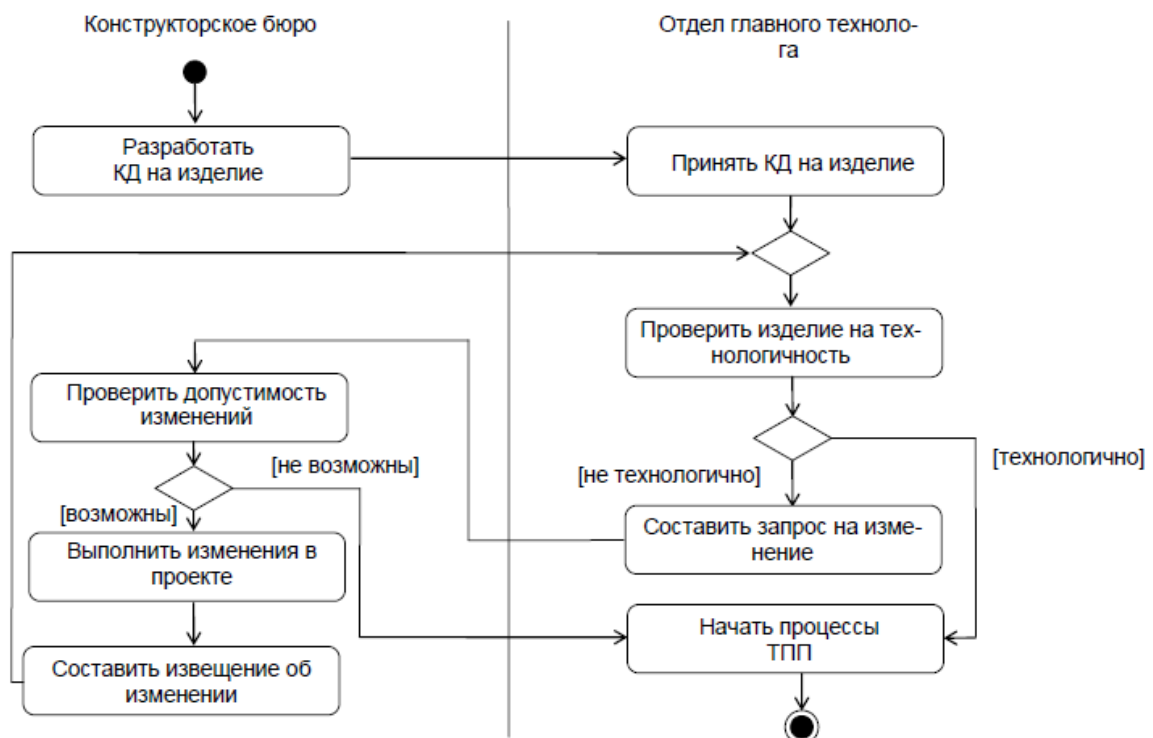 Конструкторское бюро
Отдел главного техноло-
га
Разработать
КД на изделие
Принять КД на изделие
Проверить изделие на тех-
нологичность
Проверить допустимость
изменений
[не возможны]
[возможны]
[не технологично]
[технологично]
Составить запрос на изме-
нение
Выполнить изменения в
проекте
Начать процессы
ТПП
Составить извещение об
изменении